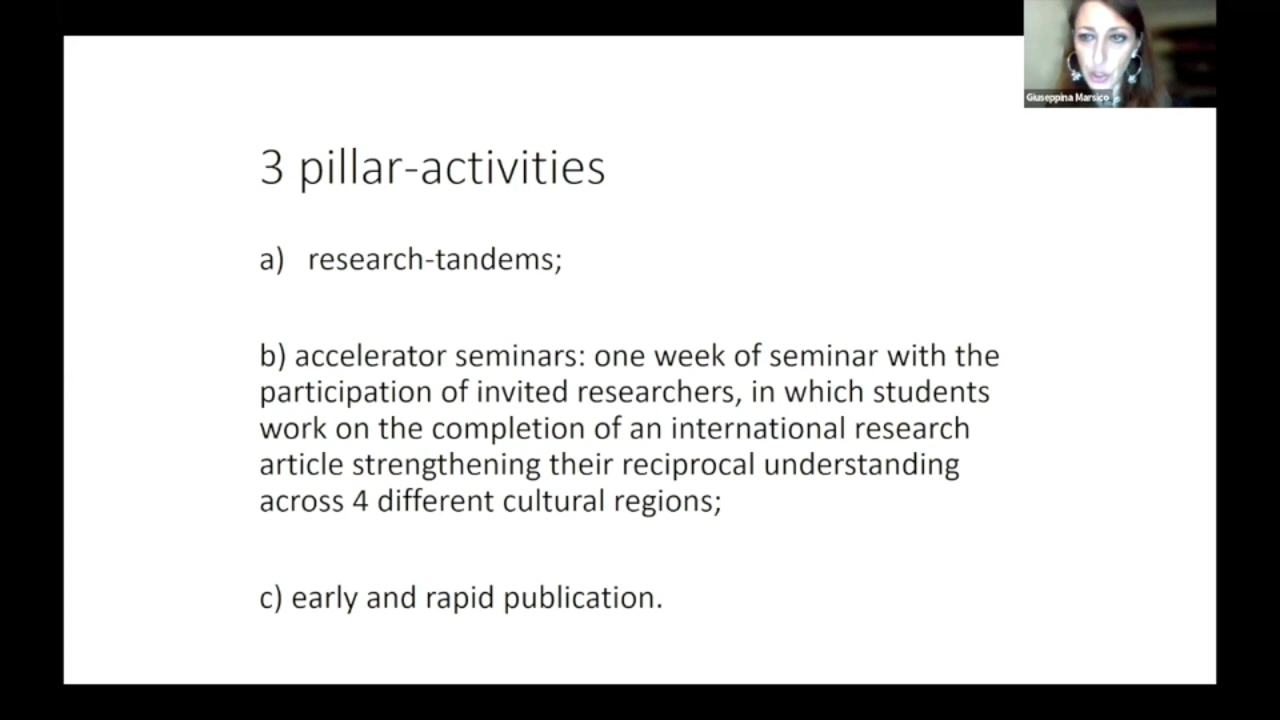 Giuseppina Marsico
3 pillar-activities
a) research-tandems;
b) accelerator seminars: one week of seminar with the
participation of invited researchers, in which students
work on the completion of an international research
article strengthening their reciprocal understanding
across 4 different cultural regions;
c) early and rapid publication.